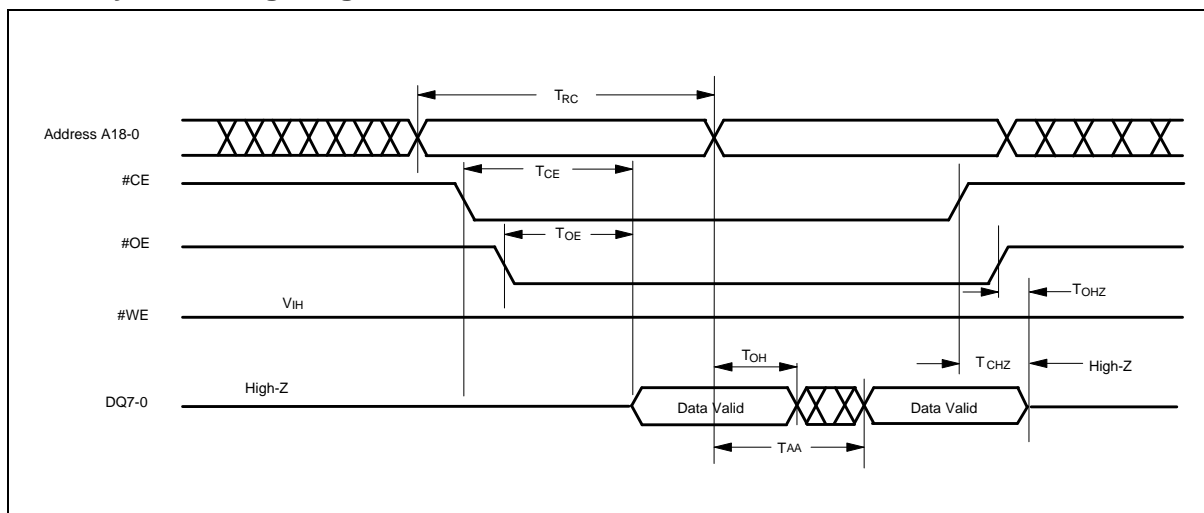 TRC
Address A18-0
TCE
#CE
TOE
#OE
TOHZ
VIH
#WE
TOH
TCHZ
High-Z
High-Z
DQ7-0
Data Valid
Data Valid
TAA